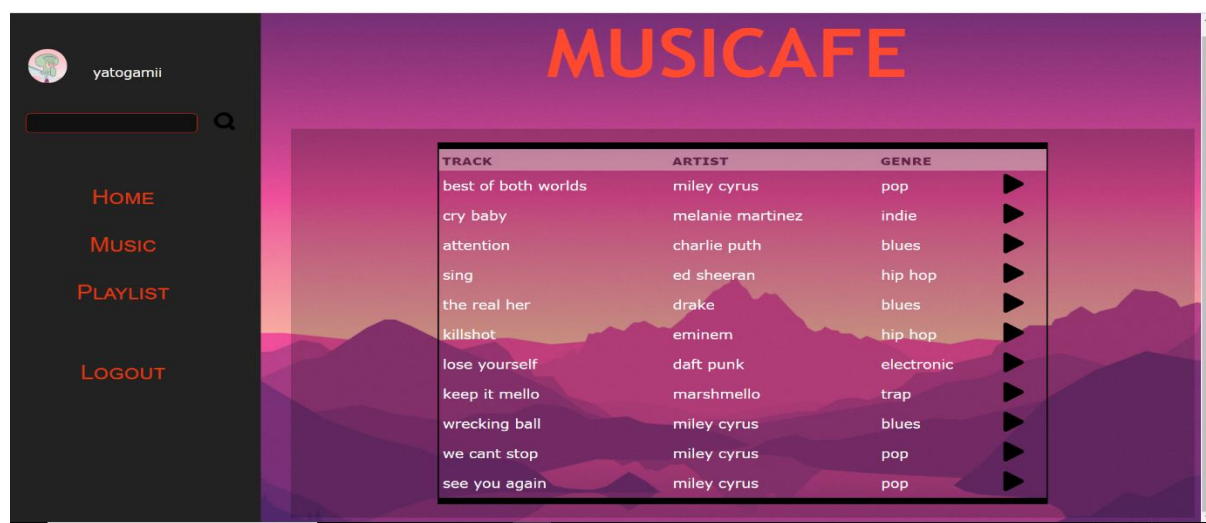 yatogamii
HOME
MUSIC
PLAYLIST
LOGOUT
MUSICAFE
TRACK ARTIST GENRE
best of both worlds miley cyrus pop
cry baby melanie martinez indie
attention charlie puth blues
sing ed sheeran hip hop
the real her drake blues
killshot eminem hip hop
lose yourself daft punk electronic
keep it mello marshmello trap
wrecking ball miley cyrus blues
we cant stop miley cyrus pop
see you again miley cyrus pop